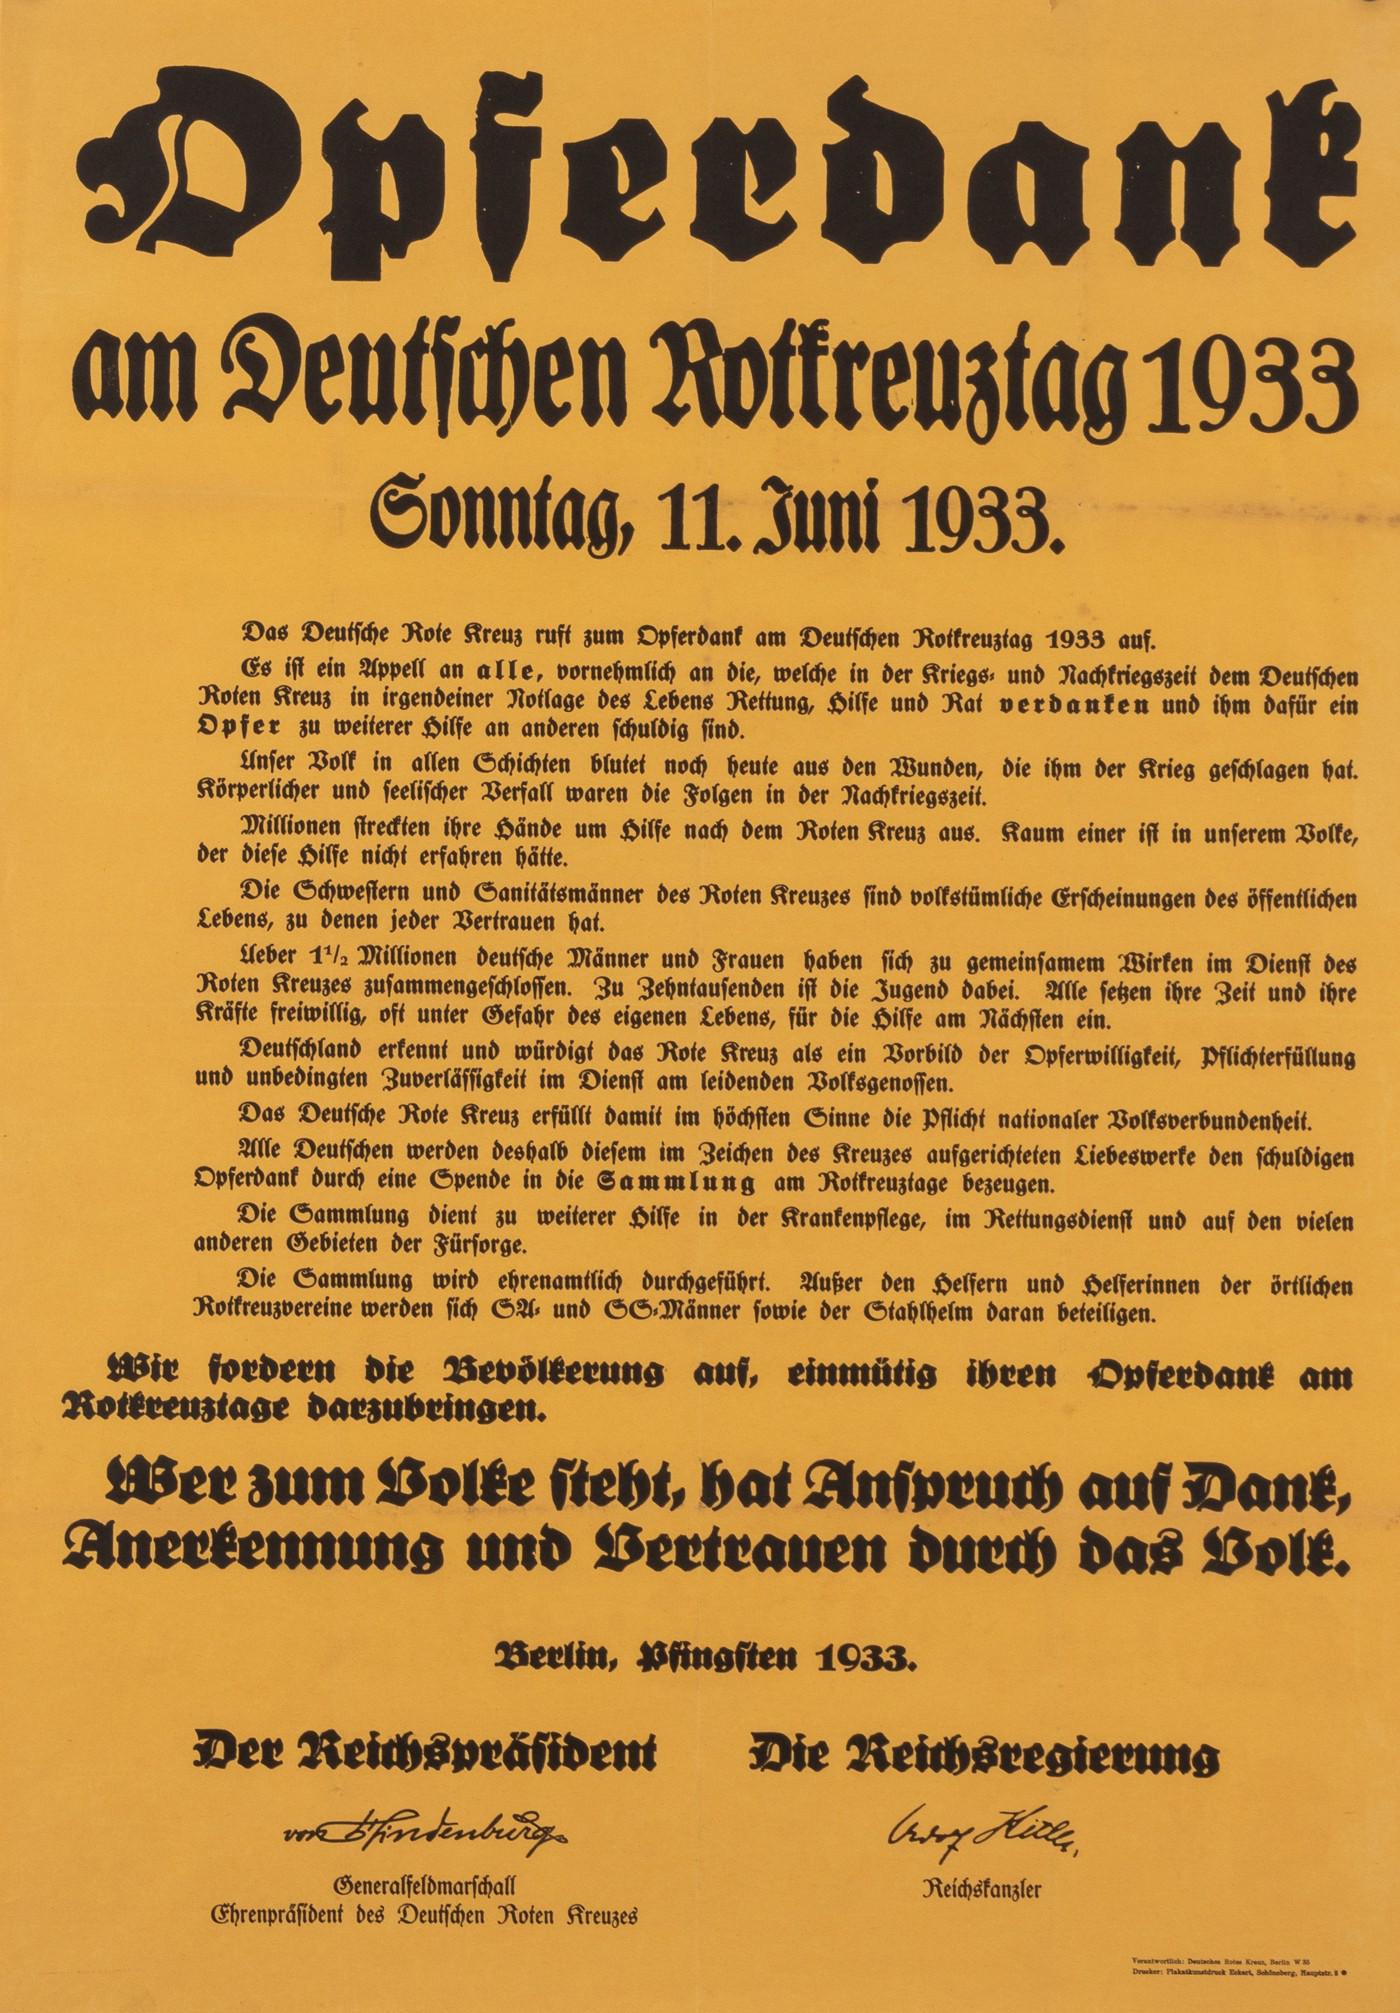 Opferdank
am Deutschen Rotkreuztag 1933
Sonntag, 11. Juni 1933.
Das Deutsche Rote Kreuz ruft zum Opferdank am Deutschen Rotkreuztag 1933 auf.
Es ist ein Appell an alle, vornehmlich an die, welche in der Kriegs- und Nachkriegszeit dem Deutschen
Roten Kreuz in irgendeiner Notlage des Lebens Rettung, Hilfe und Rat verdanken und ihm dafür ein
Opfer zu weiterer Hilfe an anderen schuldig sind.
Unser Volk in allen Schichten blutet noch heute aus den Wunden, die ihm der Krieg geschlagen hat.
Körperlicher und seelischer Verfall waren die Folgen in der Nachkriegszeit.
Millionen streckten ihre Hände um Hilfe nach dem Roten Kreuz aus. Kaum einer ist in unserem Volke,
der diese Hilfe nicht erfahren hätte.
Die Schwestern und Sanitätsmänner des Roten Kreuzes sind volkstümliche Erscheinungen des öffentlichen
Lebens, zu denen jeder Vertrauen hat.
Ueber 1½ Millionen deutsche Männer und Frauen haben sich zu gemeinsamem Wirken im Dienst des
Roten Kreuzes zusammengeschlossen. Zu Zehntausenden ist die Jugend dabei. Alle setzen ihre Zeit und ihre
Kräfte freiwillig, oft unter Gefahr des eigenen Lebens, für die Hilfe am Nächsten ein.
Deutschland erkennt und würdigt das Rote Kreuz als ein Vorbild der Opferwilligkeit, Pflichterfüllung
und unbedingten Zuverlässigkeit im Dienst am leidenden Volksgenossen.
Das Deutsche Rote Kreuz erfüllt damit im höchsten Sinne die Pflicht nationaler Volksverbundenheit.
Alle Deutschen werden deshalb diesem im Zeichen des Kreuzes aufgerichteten Liebeswerke den schuldigen
Opferdank durch eine Spende in die Sammlung am Rotkreuztage bezeugen.
Die Sammlung dient zu weiterer Hilfe in der Krankenpflege, im Rettungsdienst und auf den vielen
anderen Gebieten der Fürsorge.
Die Sammlung wird ehrenamtlich durchgeführt. Außer den Helfern und Helferinnen der örtlichen
Rotkreuzvereine werden sich SA- und SS-Männer sowie der Stahlhelm daran beteiligen.
Wir fordern die Bevölkerung auf, einmütig ihren Opferdank am
Rotkreuztage darzubringen.
Wer zum Volke steht, hat Anspruch auf Dank,
Anerkennung und Vertrauen durch das Volk.
Berlin, Pfingsten 1933.
Der Reichspräsident
von Hindenburg
Generalfeldmarschall
Ehrenpräsident des Deutschen Roten Kreuzes
Die Reichsregierung
Adolf Hitler
Reichskanzler
Verantwortlich: Deutsches Rotes Kreuz, Berlin W 35
Drucker: Plakatkunstdruck Eckert, Schöneberg, Hauptstr. 8